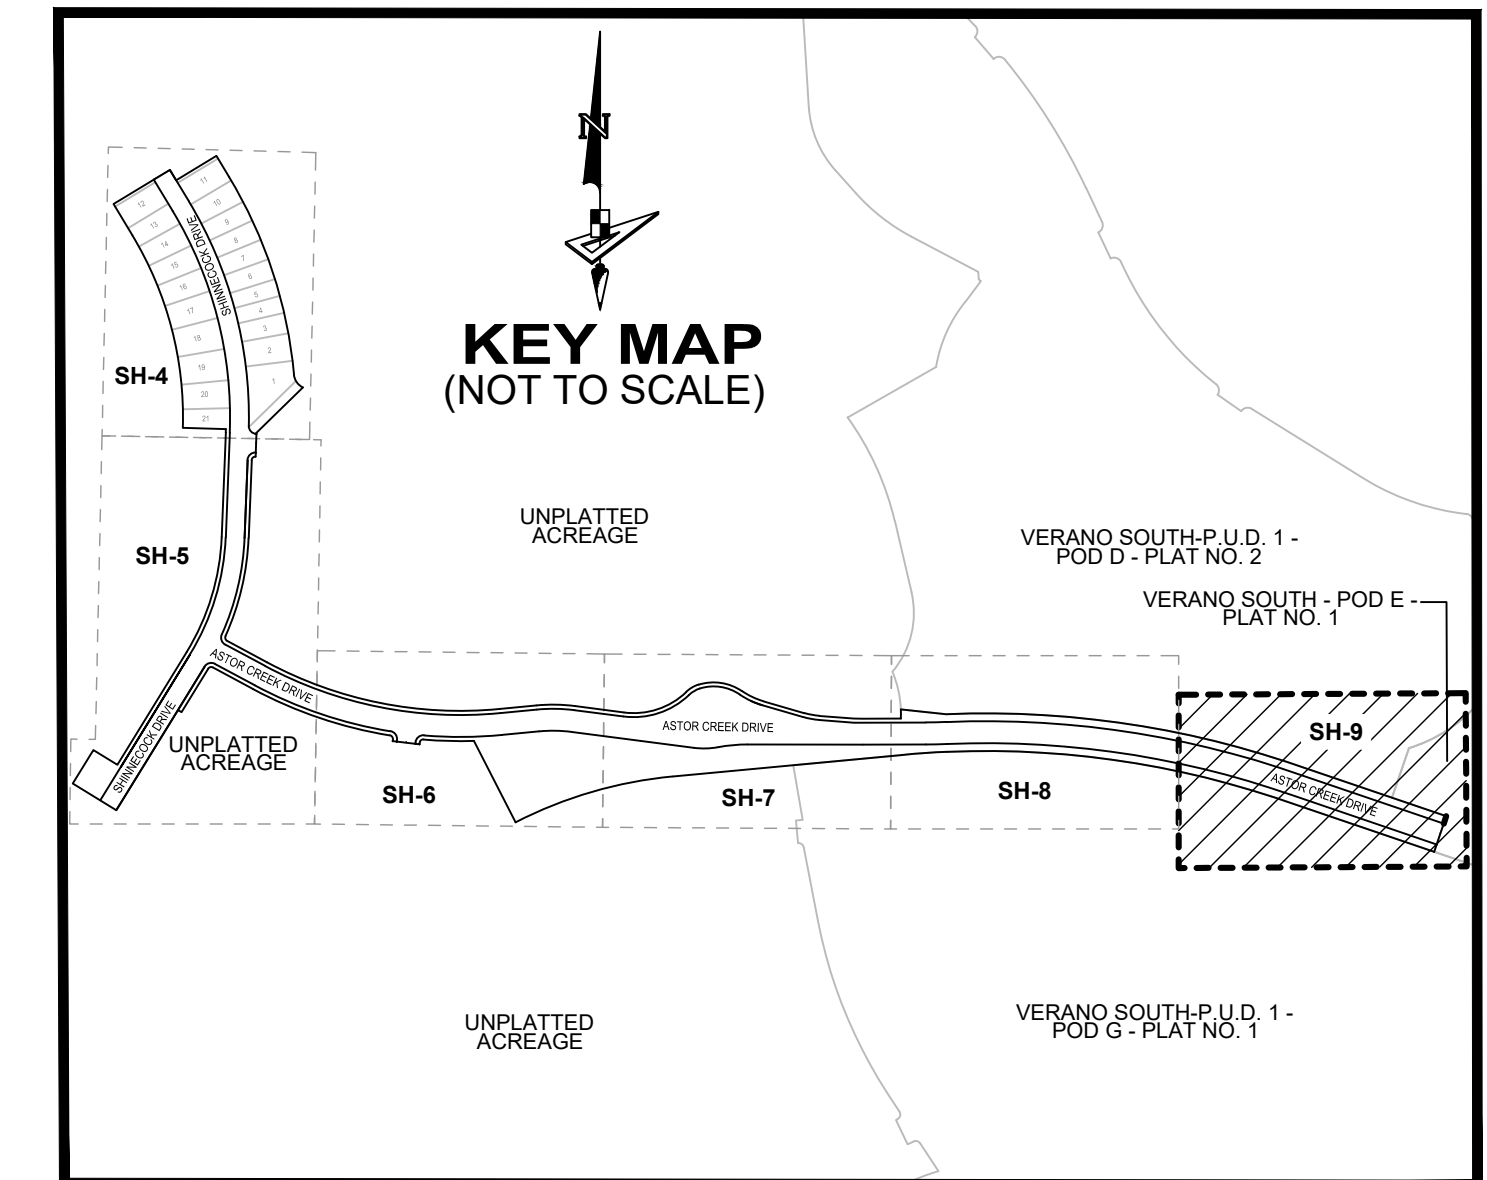 N
KEY MAP
(NOT TO SCALE)
11
10
9
8
7
6
5
4
3
2
1
12
13
14
15
16
17
18
19
20
21
SHINNECOCK DRIVE
SH-4
SH-5
UNPLATTED
ACREAGE
VERANO SOUTH-P.U.D. 1 -
POD D - PLAT NO. 2
VERANO SOUTH - POD E -
PLAT NO. 1
ASTOR CREEK DRIVE
SHINNECOCK DRIVE
UNPLATTED
ACREAGE
SH-6
ASTOR CREEK DRIVE
SH-7
SH-8
SH-9
ASTOR CREEK DRIVE
UNPLATTED
ACREAGE
VERANO SOUTH-P.U.D. 1 -
POD G - PLAT NO. 1